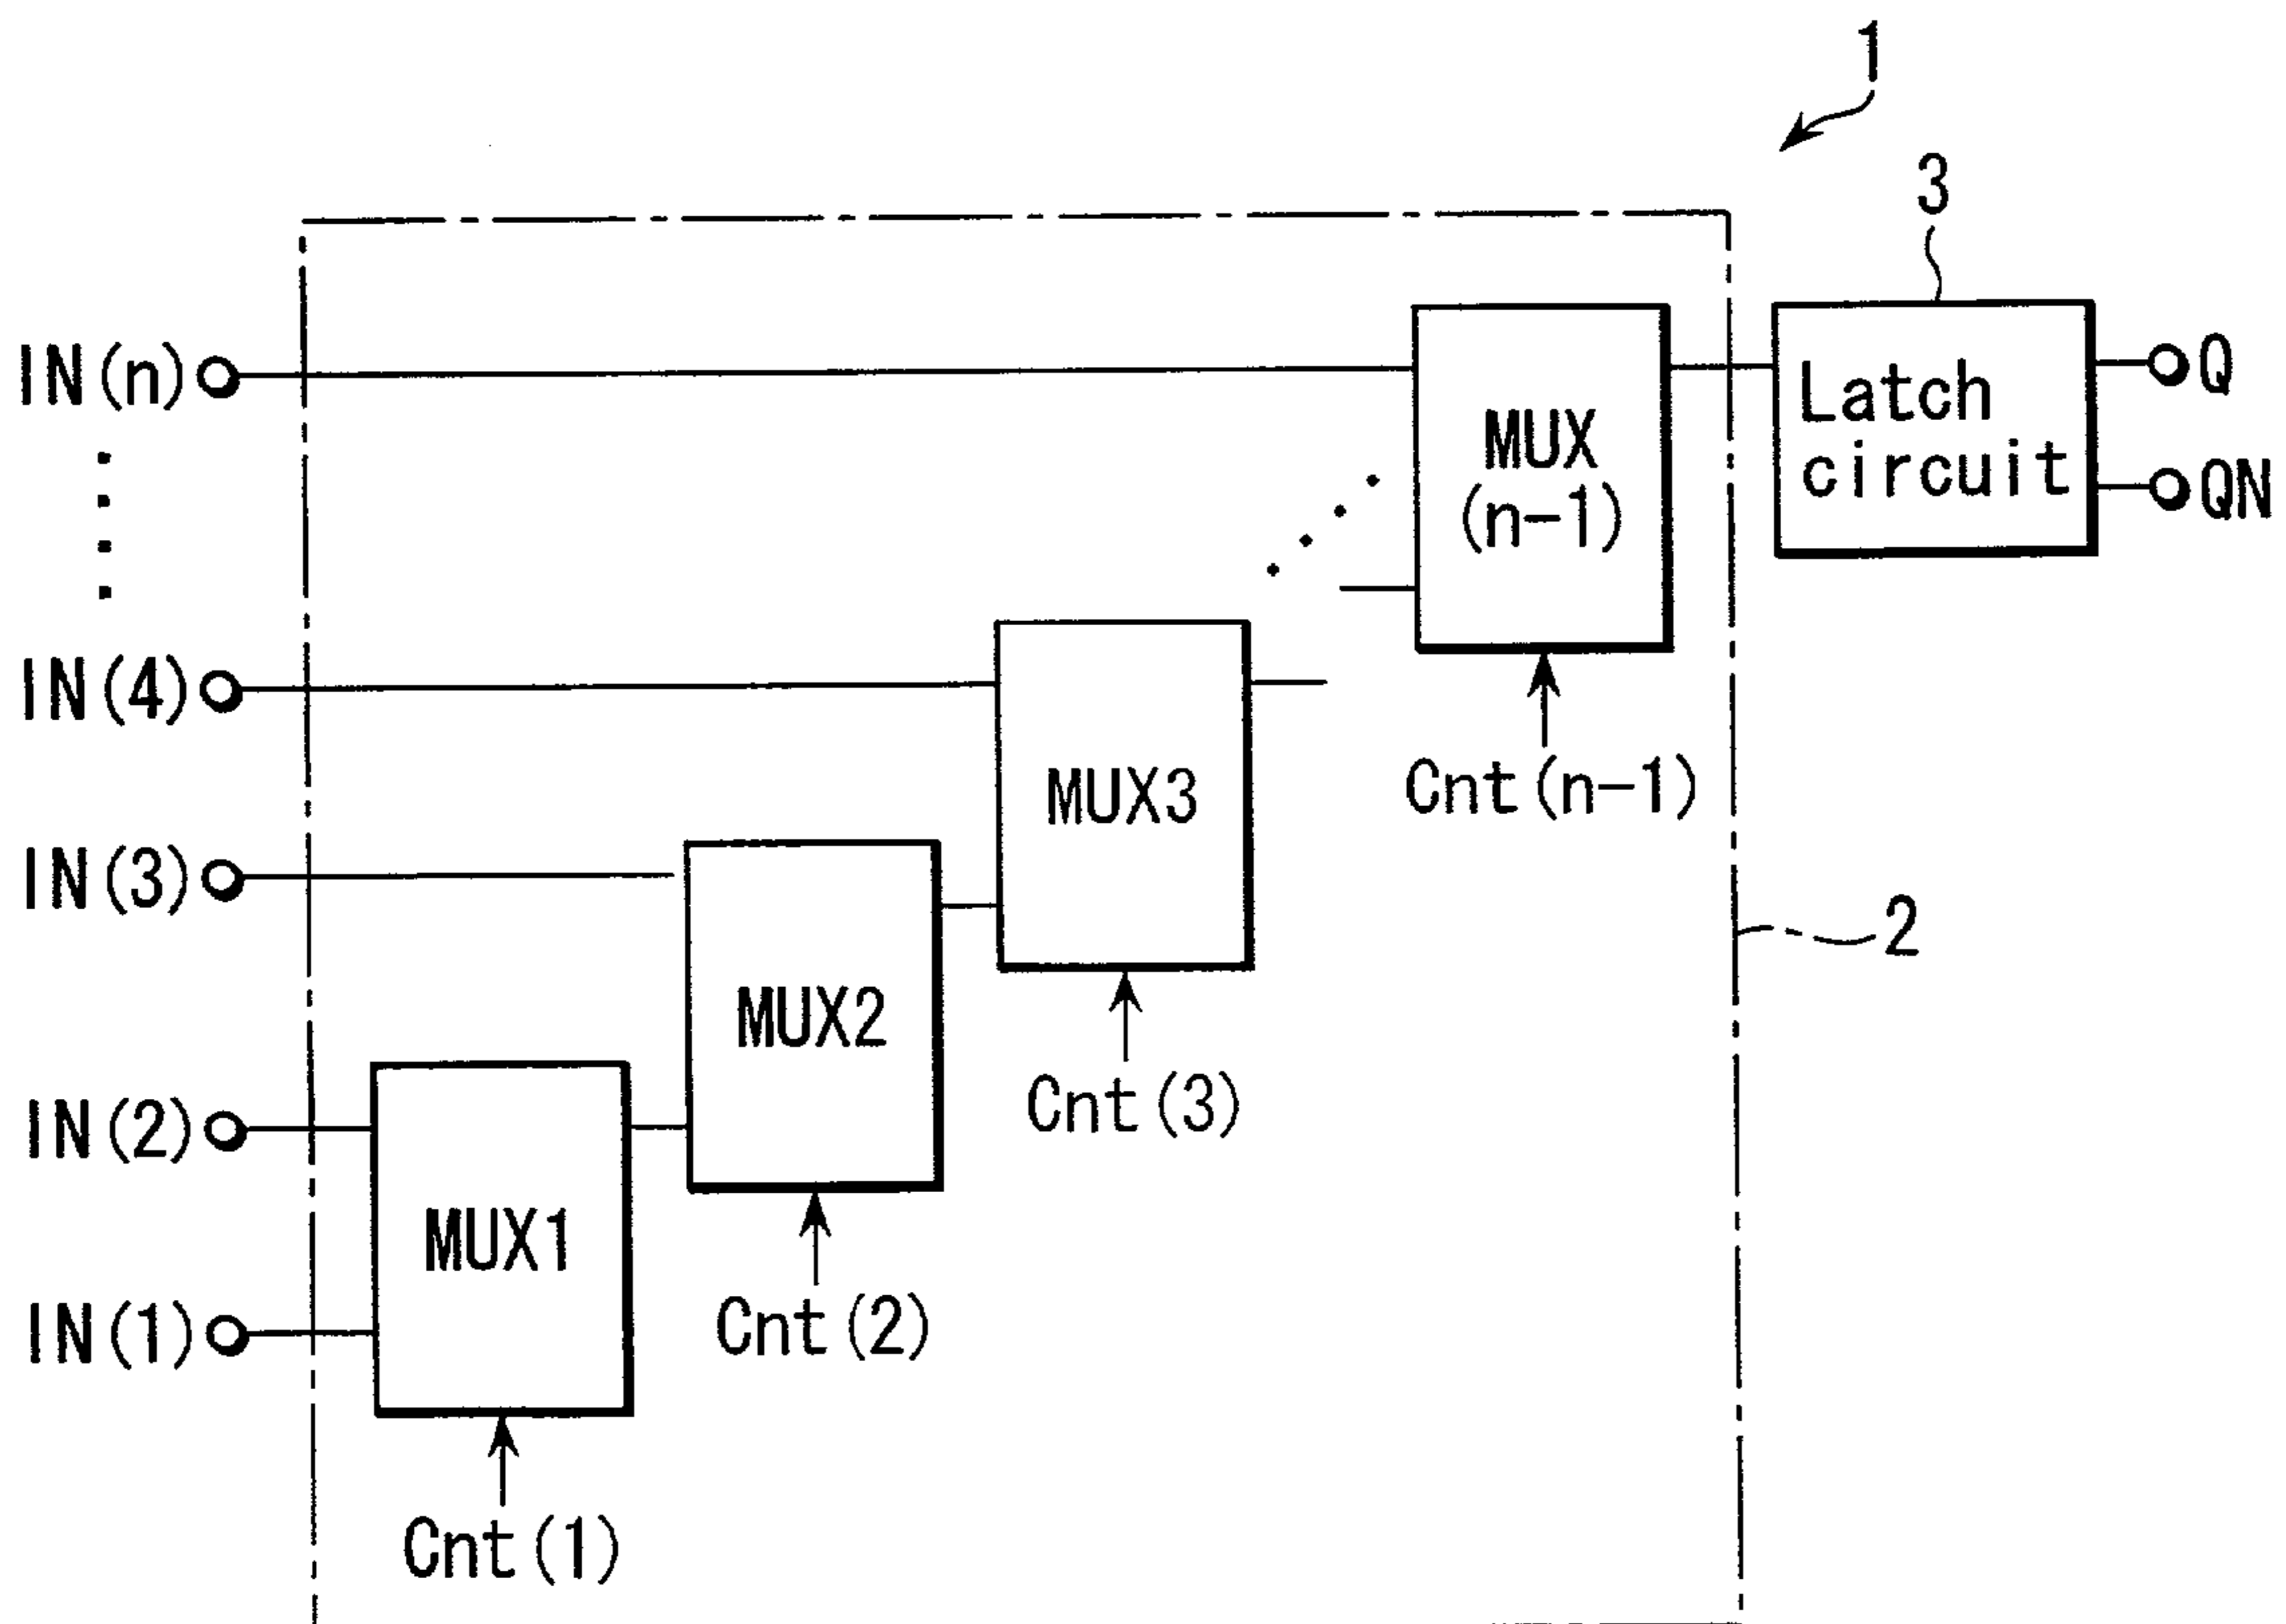 1
3
IN(n)
Q
Latch
circuit
MUX
(n-1)
QN
IN(4)
MUX3
Cnt(n-1)
IN(3)
2
MUX2
Cnt(3)
IN(2)
MUX1
Cnt(2)
IN(1)
Cnt(1)